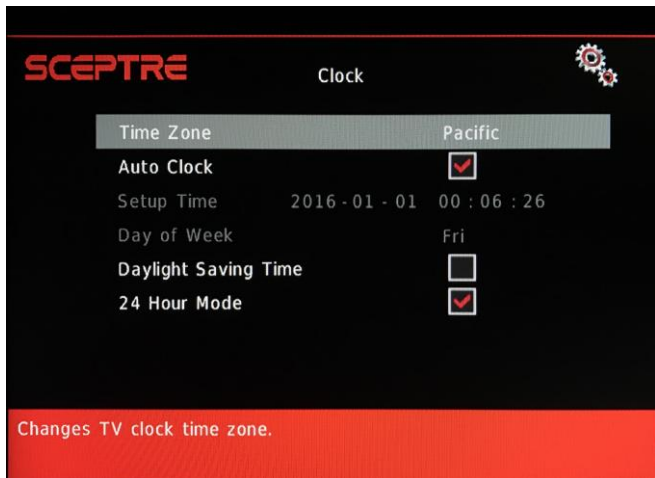 SCEPTRE
Clock
Time Zone Pacific
Auto Clock
Setup Time 2016-01-01 00:06:26
Day of Week Fri
Daylight Saving Time
24 Hour Mode
Changes TV clock time zone.